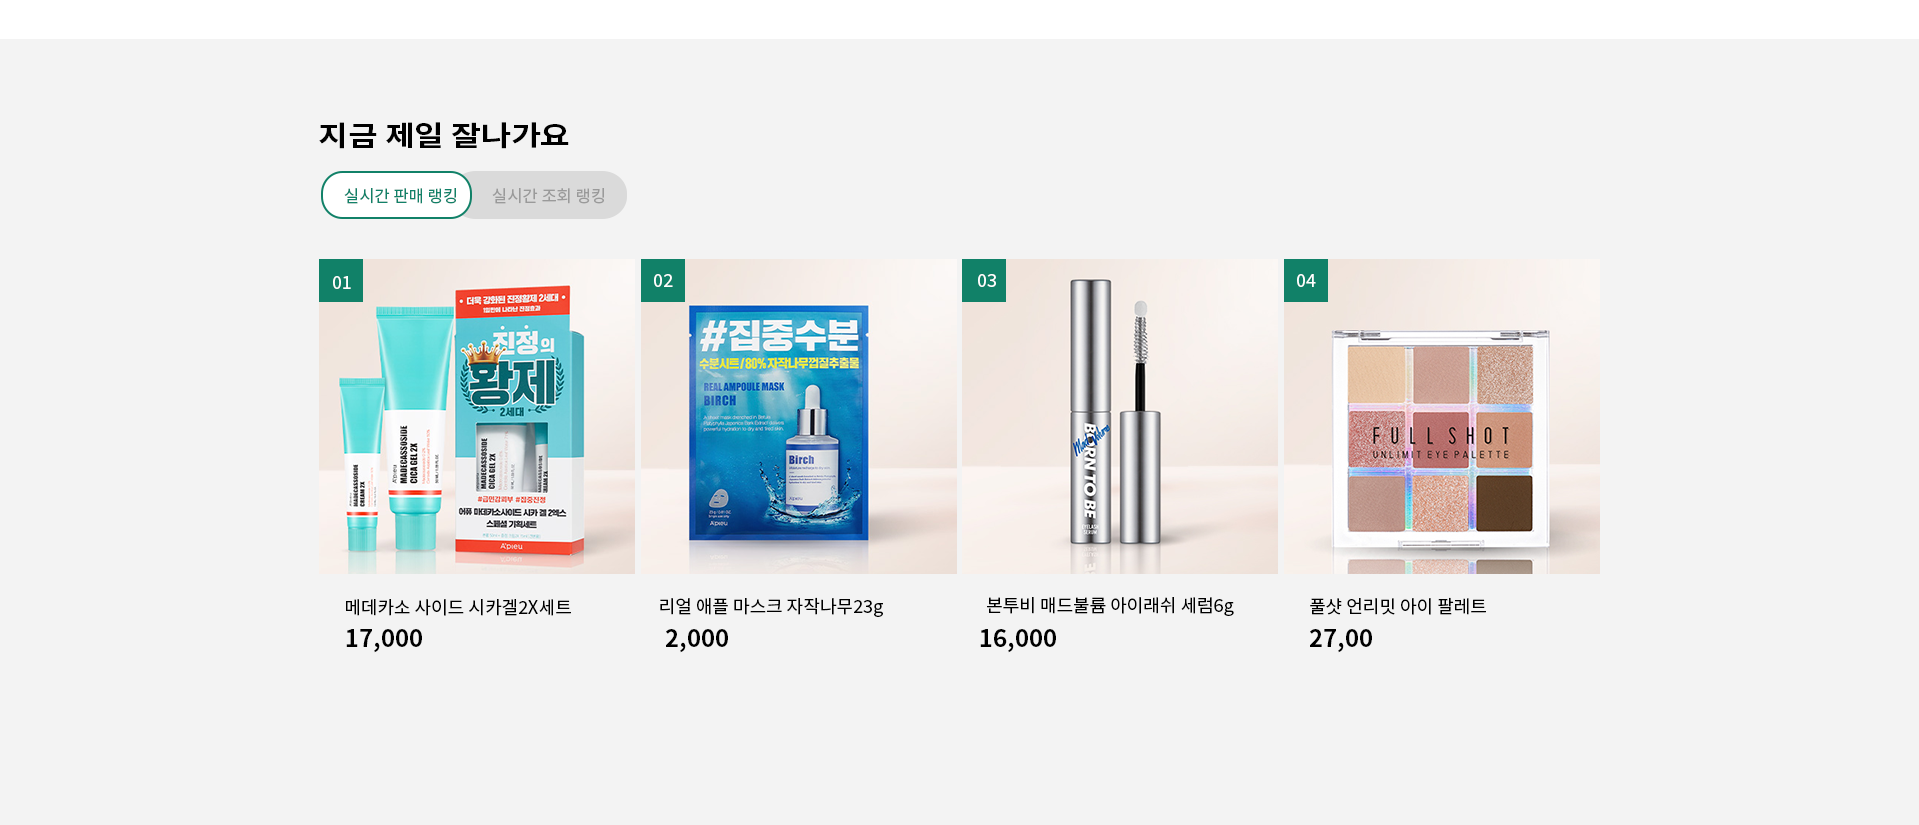 지금 제일 잘나가요
실시간 판매 랭킹
실시간 조회 랭킹
01
더욱 강화된 진정황제 2세대
진정의
황제
2세대
MADECASSOSIDE
CICA GEL 2X
MADECASSOSIDE
CREAM 2X
MADECASSOSIDE
CICA GEL 2X
#급민감피부 #집중진정
어퓨 마데카소사이드 시카 겔 2엑스
스페셜 기획세트
A'pieu
02
#집중수분
수분시트/80% 자작나무껍질추출물
REAL AMPOULE MASK
BIRCH
Birch
A'pieu
03
BORN TO BE
EYELASH
SERUM
04
FULL SHOT
UNLIMIT EYE PALETTE
메데카소 사이드 시카겔2X세트
17,000
리얼 애플 마스크 자작나무23g
2,000
본투비 매드불륨 아이래쉬 세럼6g
16,000
풀샷 언리밋 아이 팔레트
27,00